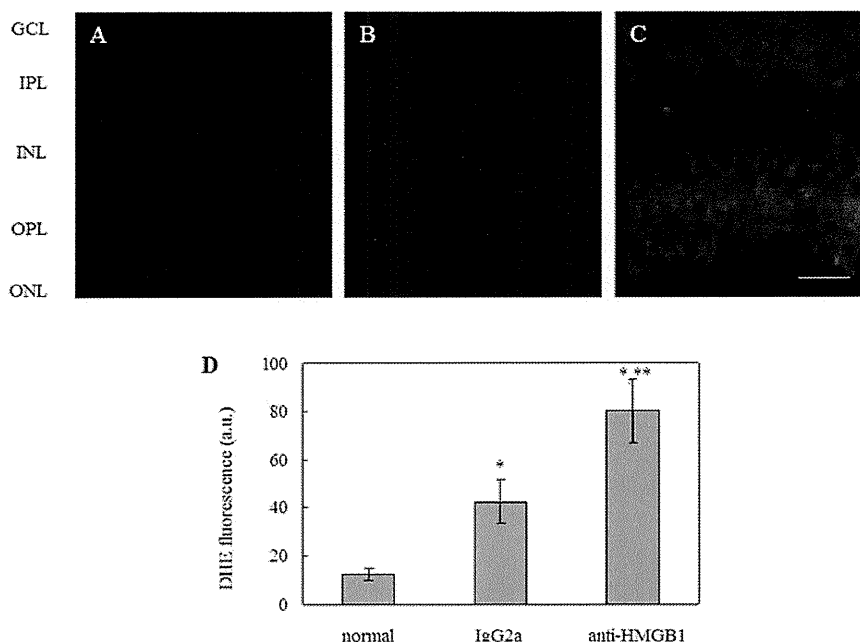 GCL
IPL
INL
OPL
ONL
A
B
C
D
DHE fluorescence (a.u.)
100
80
60
40
20
0
*
*,**
normal
IgG2a
anti-HMGB1